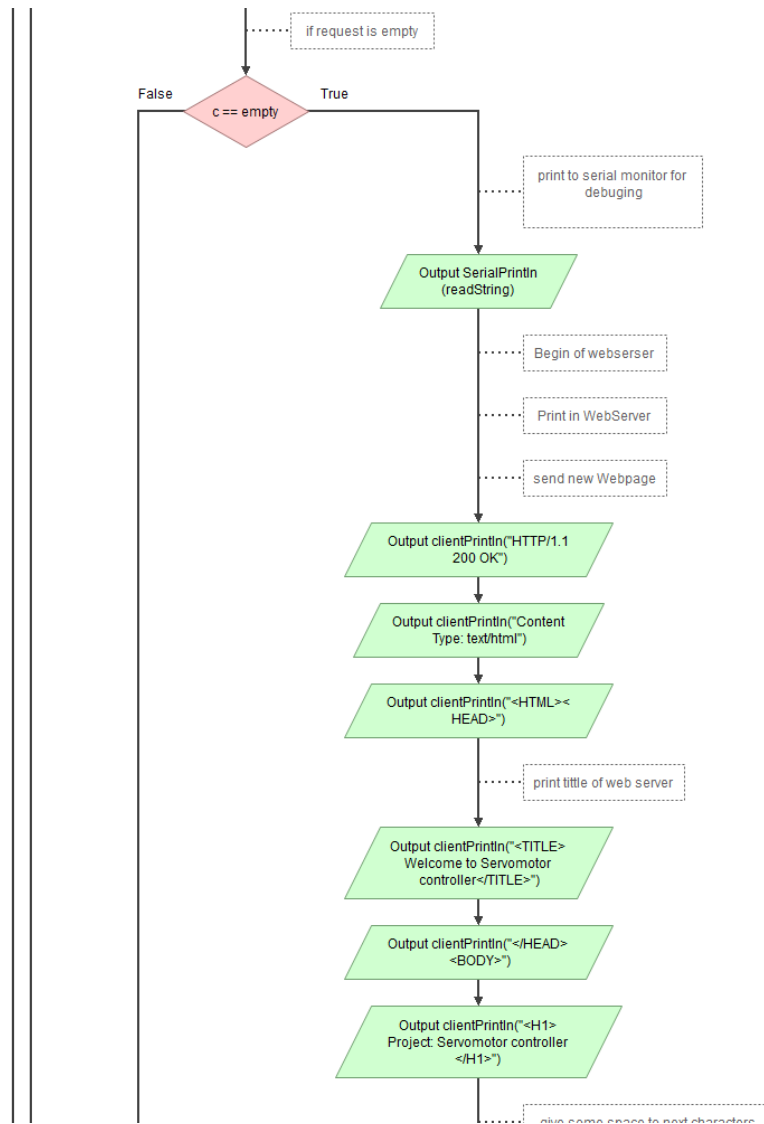 if request is empty
False
True
c == empty
print to serial monitor for
debuging
Output SerialPrintln
(readString)
Begin of webserser
Print in WebServer
send new Webpage
Output clientPrintln("HTTP/1.1
200 OK")
Output clientPrintln("Content
Type: text/html")
Output clientPrintln("<HTML><
HEAD>")
print tittle of web server
Output clientPrintln("<TITLE>
Welcome to Servomotor
controller</TITLE>")
Output clientPrintln("</HEAD>
<BODY>")
Output clientPrintln("<H1>
Project: Servomotor controller
</H1>")
give some space to next characters